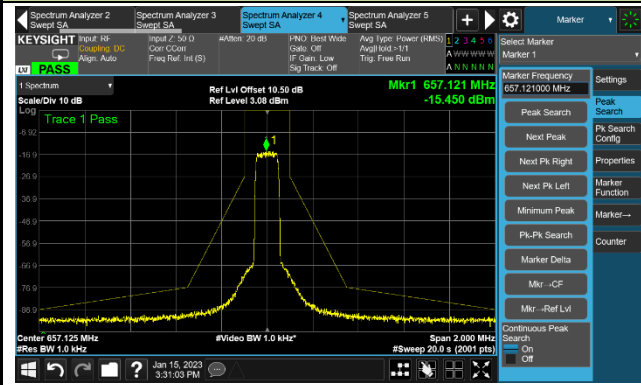 Spectrum Analyzer 2
Swept SA
Spectrum Analyzer 3
Swept SA
Spectrum Analyzer 4
Swept SA
Spectrum Analyzer 5
Swept SA
Marker
KEYSIGHT
Input: RF
Coupling: DC
Align: Auto
Input Z: 50 Ω
Corr CCorr
Freq Ref: Int (S)
#Atten: 20 dB
PNO: Best Wide
Gate: Off
IF Gain: Low
Sig Track: Off
Avg Type: Power (RMS)
Avg|Hold:>1/1
Trig: Free Run
1 2 3 4 5 6
A W W W W W
A N N N N N
LXI
PASS
Select Marker
Marker 1
1 Spectrum
Scale/Div 10 dB
Ref Lvl Offset 10.50 dB
Ref Level 3.08 dBm
Mkr1 657.121 MHz
-15.450 dBm
Log
Trace 1 Pass
1
-6.92
-16.9
-26.9
-36.9
-46.9
-56.9
-66.9
-76.9
-86.9
Center 657.125 MHz
#Res BW 1.0 kHz
#Video BW 1.0 kHz*
Span 2.000 MHz
#Sweep 20.0 s (2001 pts)
Marker Frequency
657.121000 MHz
Peak Search
Next Peak
Next Pk Right
Next Pk Left
Minimum Peak
Pk-Pk Search
Marker Delta
Mkr→CF
Mkr→Ref Lvl
Continuous Peak
Search
On
Off
Settings
Peak
Search
Pk Search
Config
Properties
Marker
Function
Marker→
Counter
?
Jan 15, 2023
3:31:03 PM